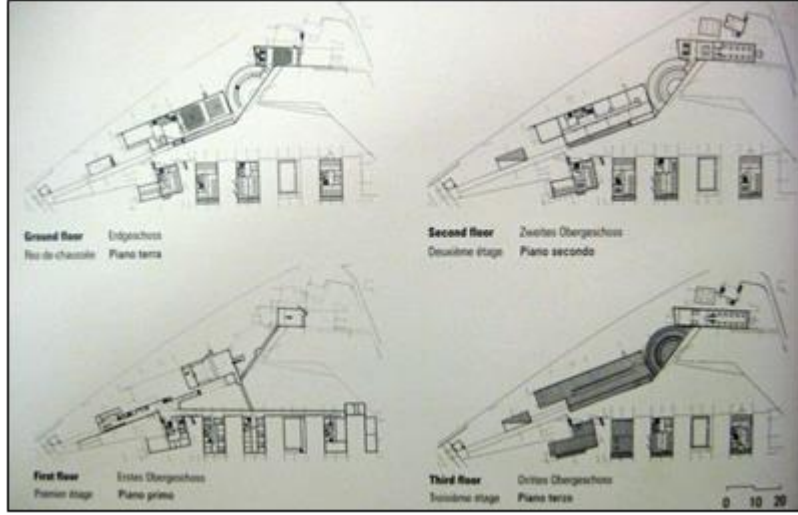 Ground floor Erdgeschoss
Rez-de-chaussée Piano terra
Second floor Zweites Obergeschoss
Deuxième étage Piano secondo
First floor Erstes Obergeschoss
Premier étage Piano primo
Third floor Drittes Obergeschoss
Troisième étage Piano terzo
0 10 20